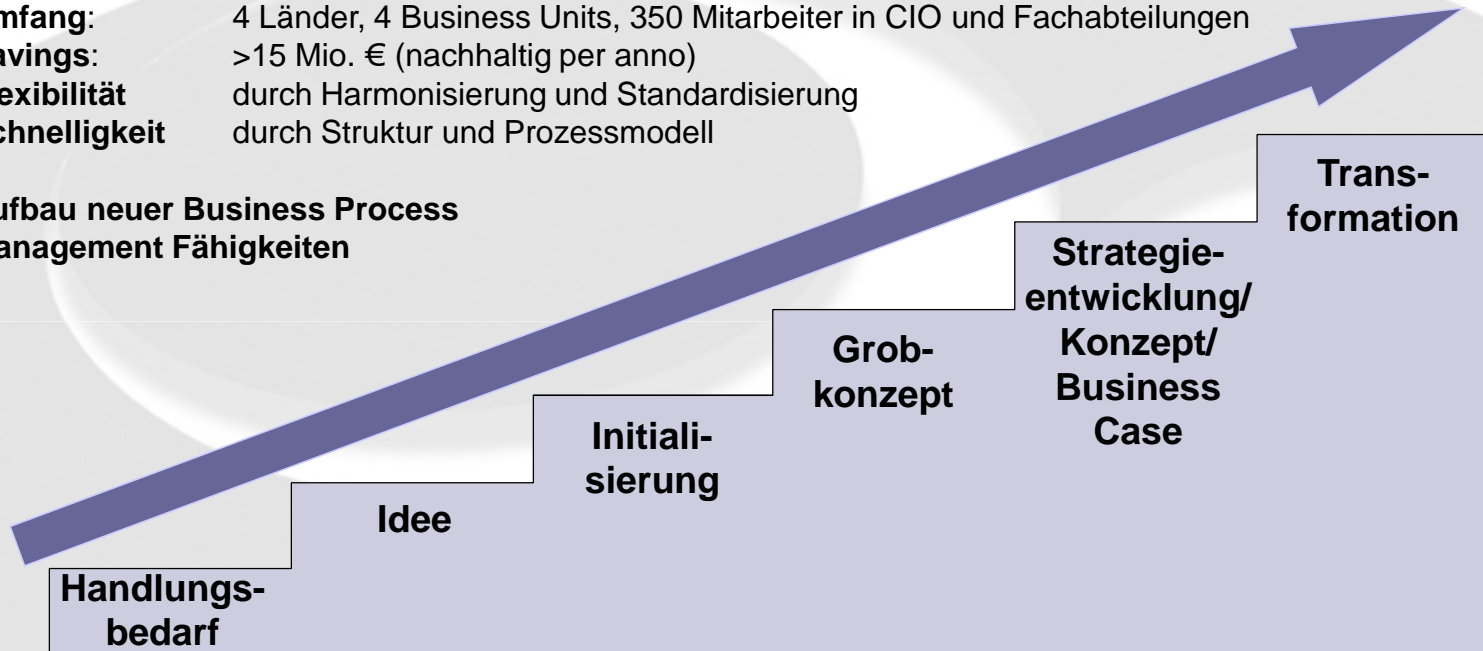 mfang: 4 Länder, 4 Business Units, 350 Mitarbeiter in CIO und Fachabteilungen
avings: >15 Mio. € (nachhaltig per anno)
exibilität durch Harmonisierung und Standardisierung
chnelligkeit durch Struktur und Prozessmodell
ufbau neuer Business Process
anagement Fähigkeiten
Trans-
formation
Strategie-
entwicklung/
Konzept/
Business
Case
Grob-
konzept
Initiali-
sierung
Idee
Handlungs-
bedarf